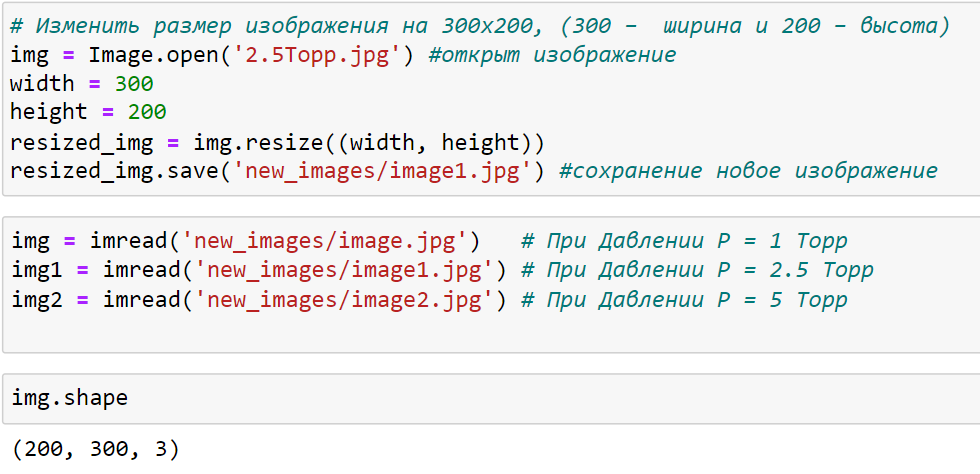 # Изменить размер изображения на 300x200, (300 – ширина и 200 – высота)
img = Image.open('2.5Торр.jpg') #открыт изображение
width = 300
height = 200
resized_img = img.resize((width, height))
resized_img.save('new_images/image1.jpg') #сохранение новое изображение
img = imread('new_images/image.jpg') # При Давлении P = 1 Торр
img1 = imread('new_images/image1.jpg') # При Давлении P = 2.5 Торр
img2 = imread('new_images/image2.jpg') # При Давлении P = 5 Торр
img.shape
(200, 300, 3)